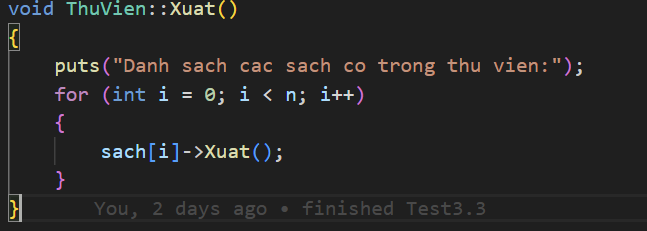 void ThuVien::Xuat()
{
    puts("Danh sach cac sach co trong thu vien:");
    for (int i = 0; i < n; i++)
    {
        sach[i]->Xuat();
    }
}    You, 2 days ago • finished Test3.3